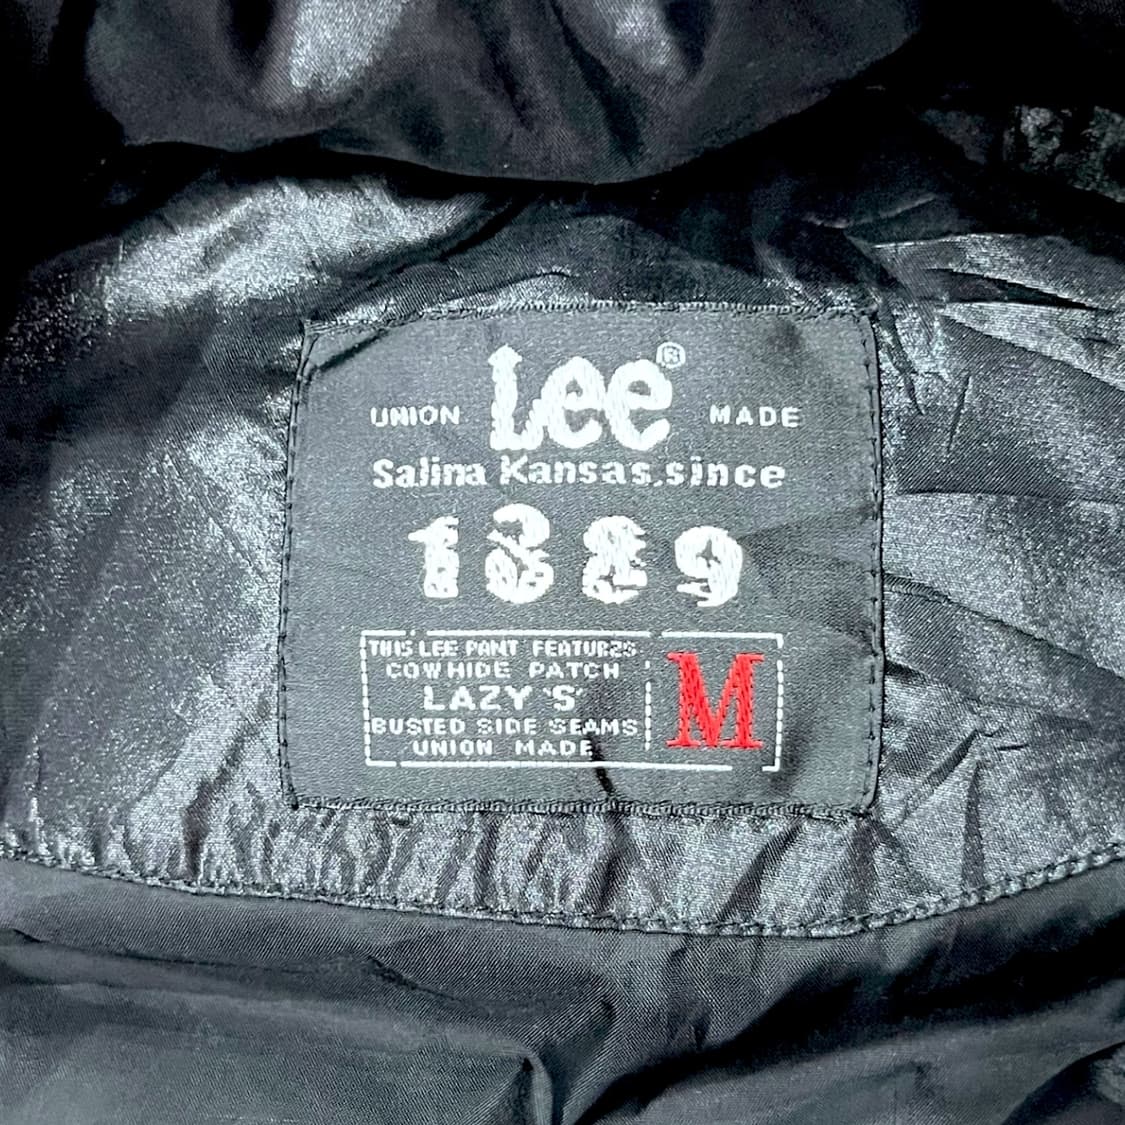 UNION Lee® MADE
Salina Kansas,since
1889
THIS LEE PANT FEATURES
COWHIDE PATCH
LAZY 'S'
BUSTED SIDE SEAMS
UNION MADE
M